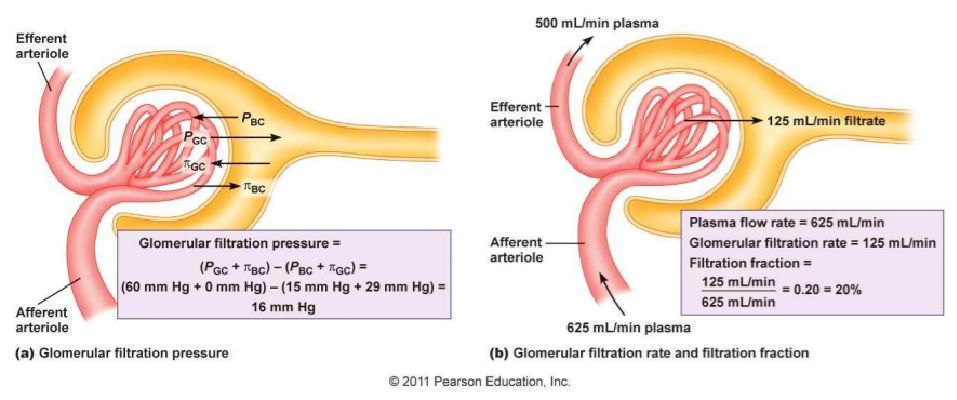 Efferent
arteriole
P_BC
P_GC
π_GC
π_BC
Glomerular filtration pressure =
(P_GC + π_BC) – (P_BC + π_GC) =
(60 mm Hg + 0 mm Hg) – (15 mm Hg + 29 mm Hg) =
16 mm Hg
Afferent
arteriole
(a) Glomerular filtration pressure
500 mL/min plasma
Efferent
arteriole
125 mL/min filtrate
Plasma flow rate = 625 mL/min
Glomerular filtration rate = 125 mL/min
Filtration fraction =
125 mL/min
625 mL/min
= 0.20 = 20%
Afferent
arteriole
625 mL/min plasma
(b) Glomerular filtration rate and filtration fraction
© 2011 Pearson Education, Inc.